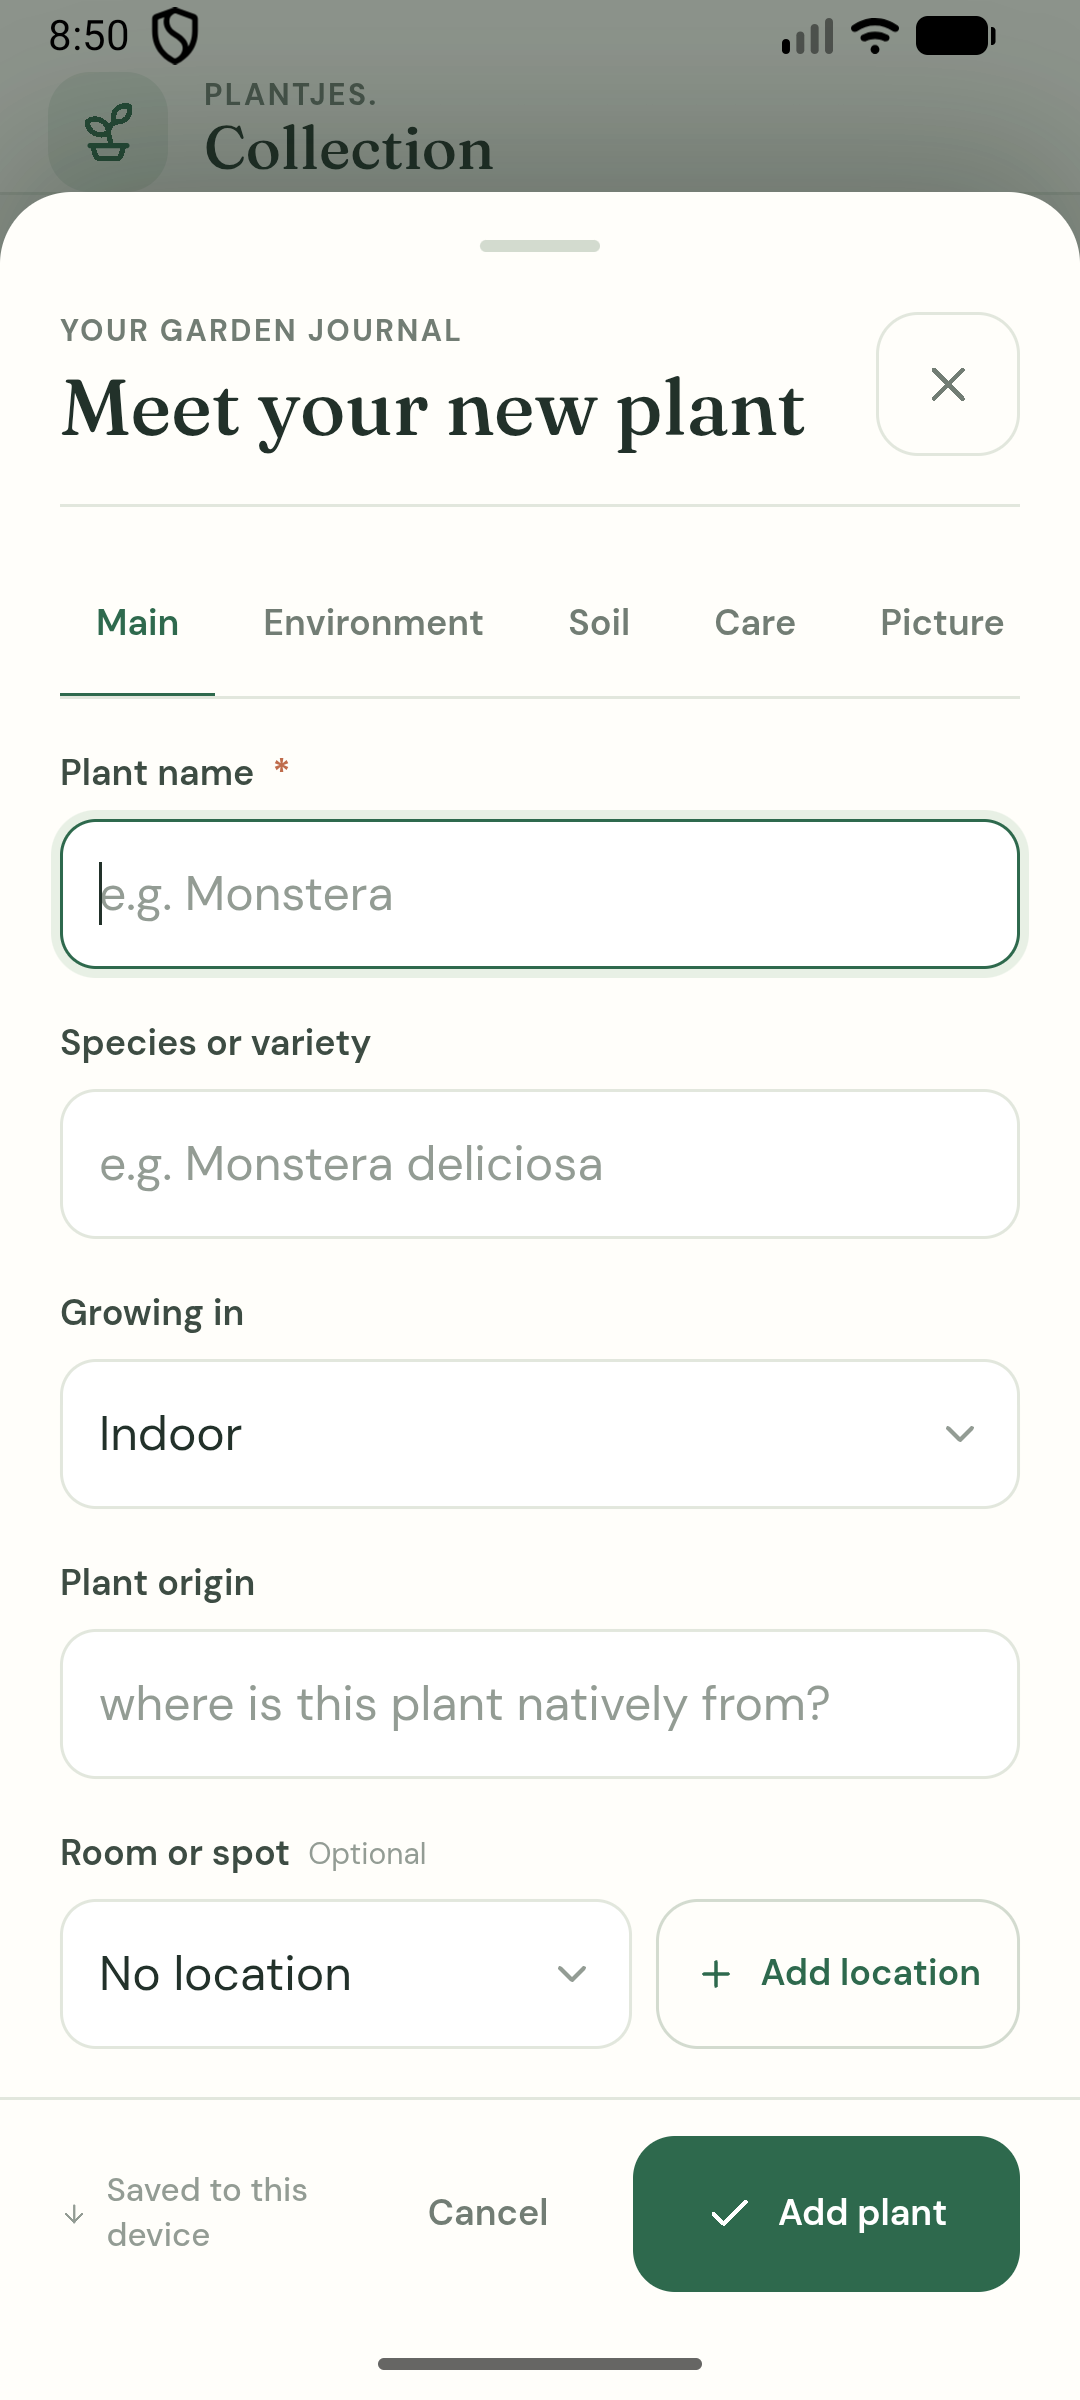 8:50
PLANTJES.
Collection
YOUR GARDEN JOURNAL
Meet your new plant
Main Environment Soil Care Picture
Plant name *
e.g. Monstera
Species or variety
e.g. Monstera deliciosa
Growing in
Indoor
Plant origin
where is this plant natively from?
Room or spot Optional
No location + Add location
Saved to this
device
Cancel
Add plant